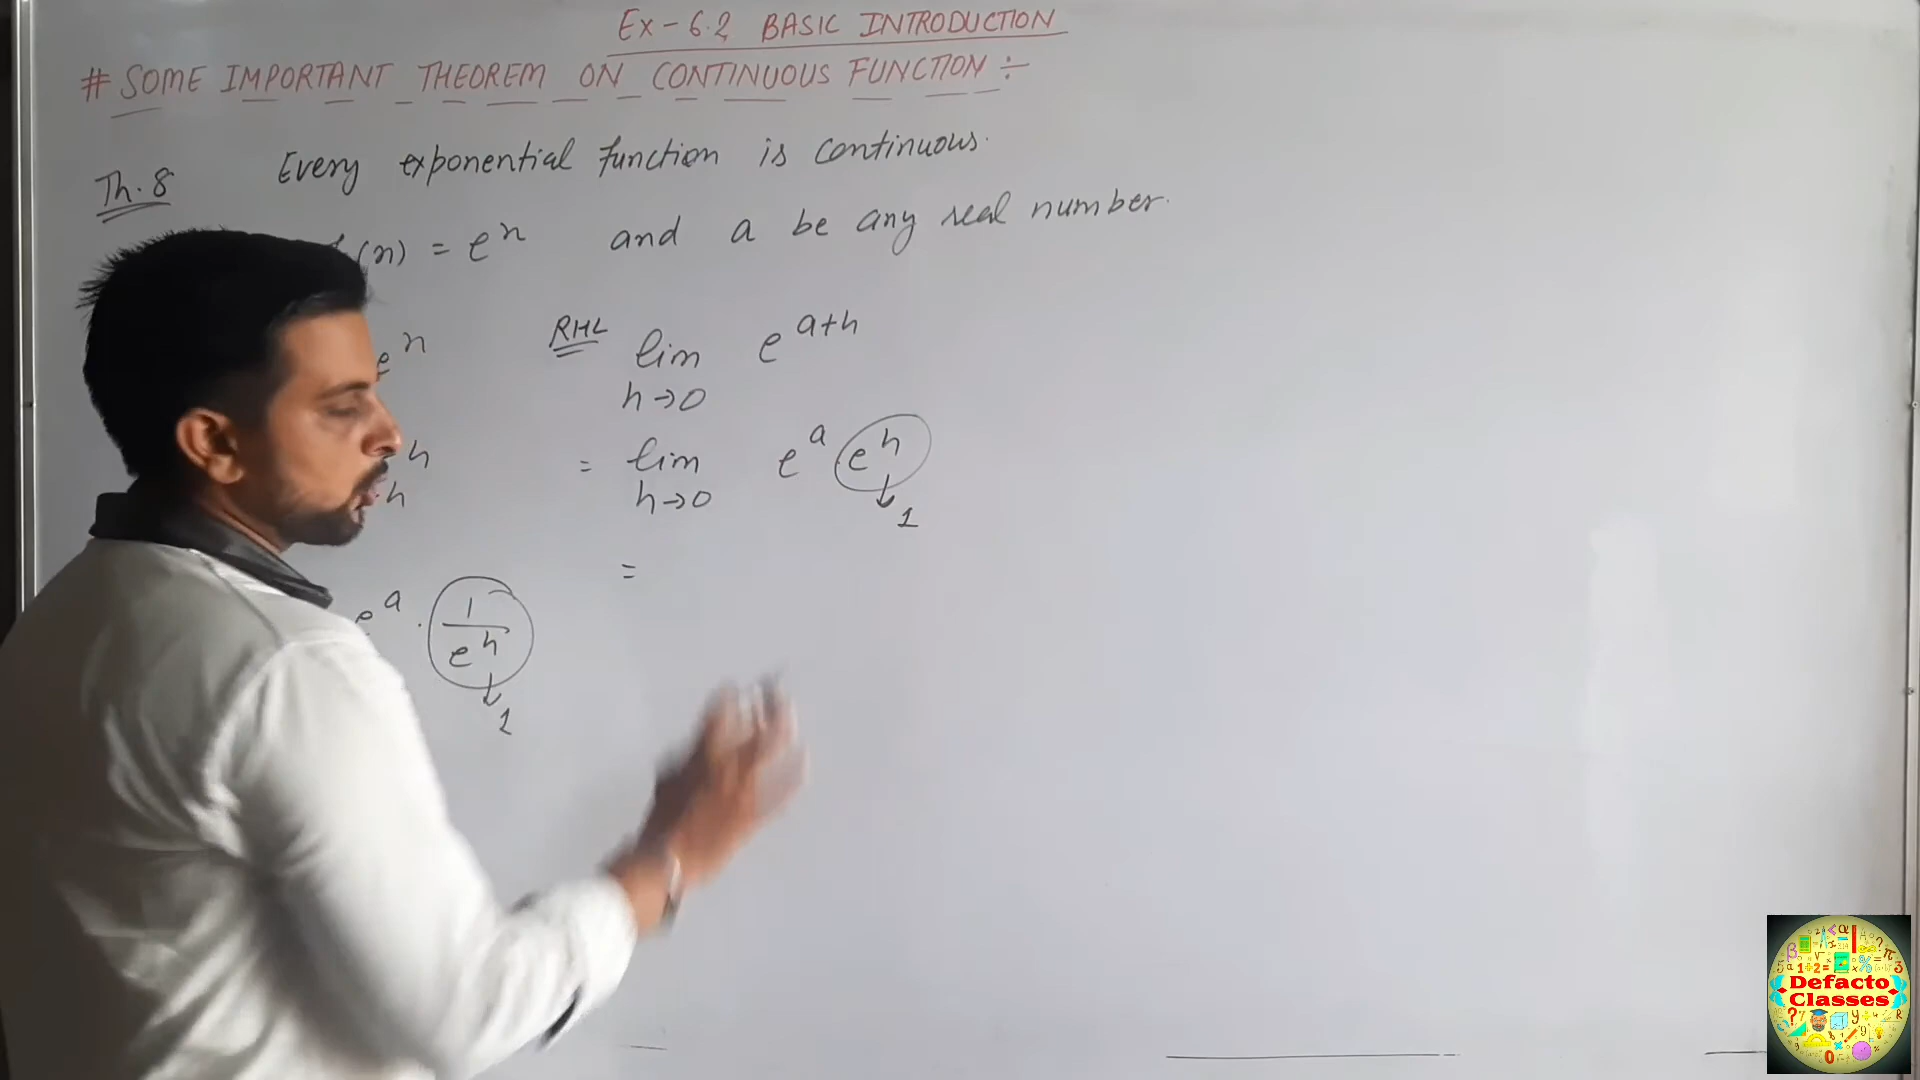 Ex - 6.2 BASIC INTRODUCTION
# SOME IMPORTANT THEOREM ON CONTINUOUS FUNCTION ÷
Th. 8 Every exponential function is continuous.
(x) = e^x and a be any real number.
e^x
h
h
e^a . 1/e^h
↓
1
RHL lim e^{a+h}
h→0
= lim e^a e^h
h→0 ↓
1
=
Defacto
Classes